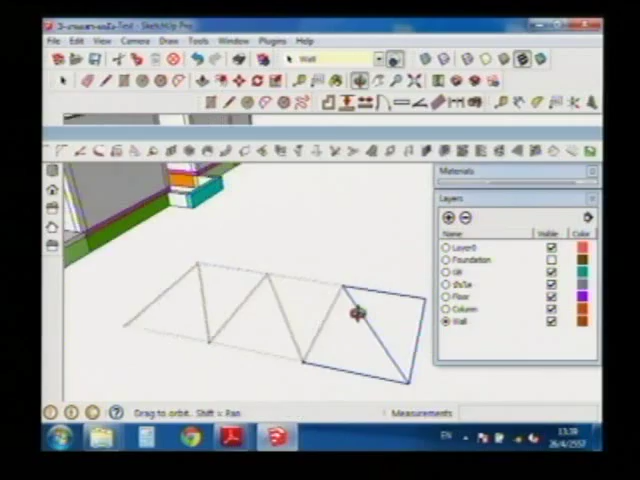 Test - SketchUp Pro
File Edit View Camera Draw Tools Window Plugins Help
Wall
Materials
Layers
Name Visible Color
Layer0
Foundation
Floor
Column
Wall
Drag to orbit. Shift = Pan
Measurements
EN
13:39
26/4/2557